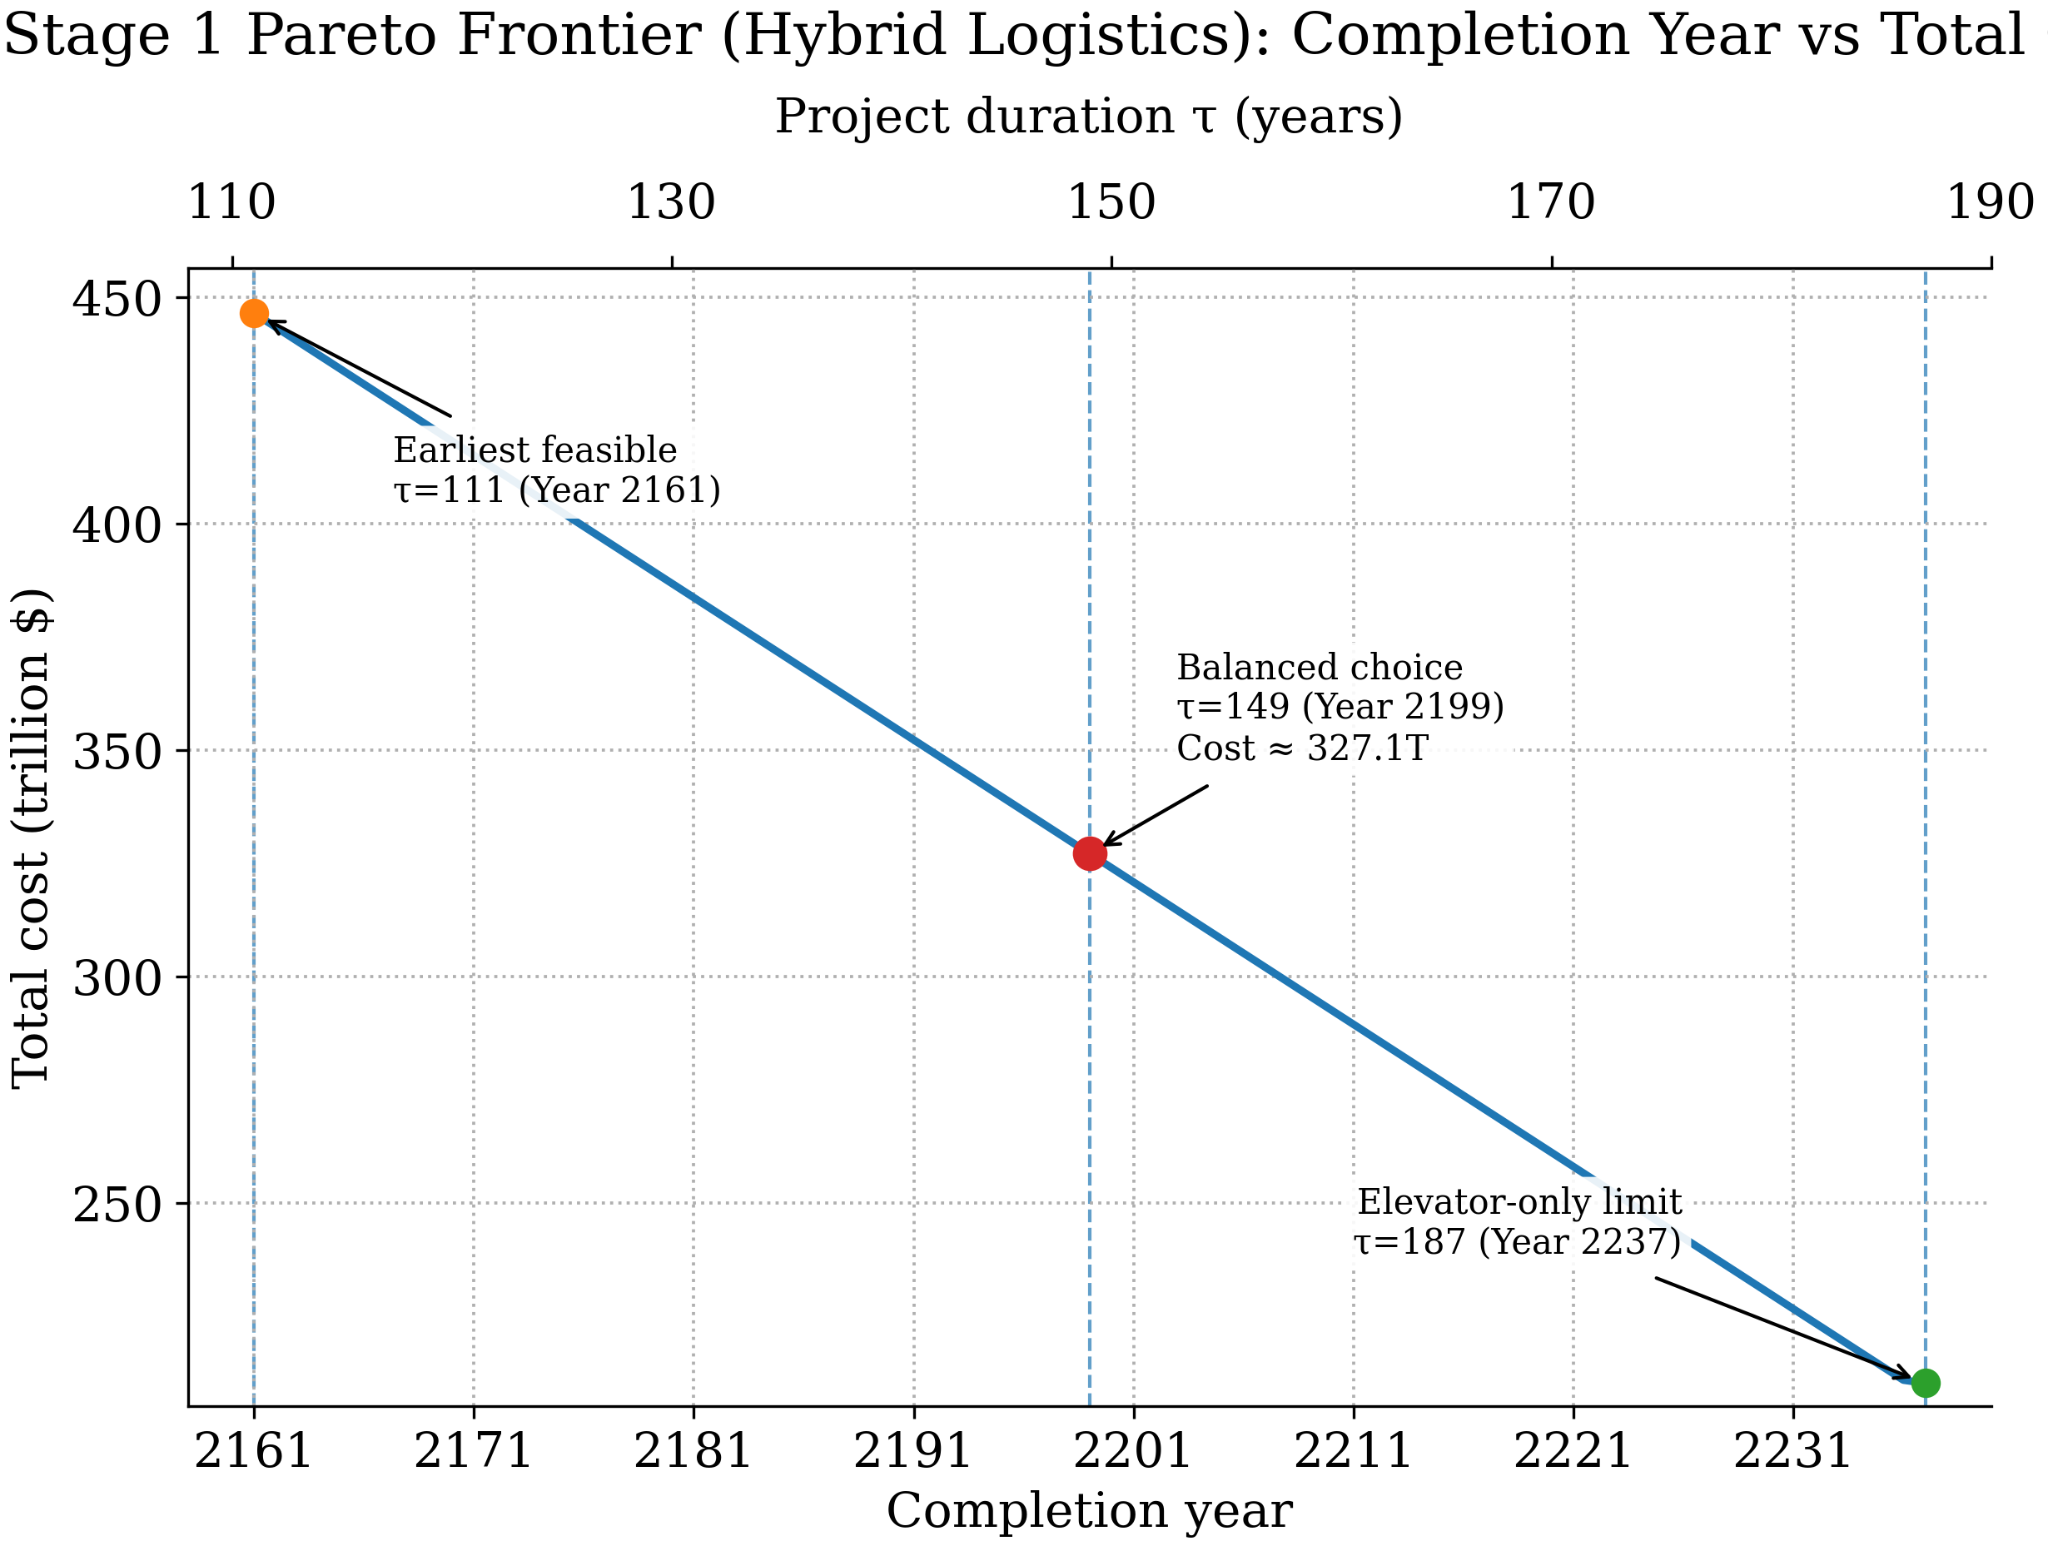 Stage 1 Pareto Frontier (Hybrid Logistics): Completion Year vs Total
Project duration τ (years)
110 130 150 170 190
450
400
350
300
250
Total cost (trillion $)
Earliest feasible
τ=111 (Year 2161)
Balanced choice
τ=149 (Year 2199)
Cost ≈ 327.1T
Elevator-only limit
τ=187 (Year 2237)
2161 2171 2181 2191 2201 2211 2221 2231
Completion year